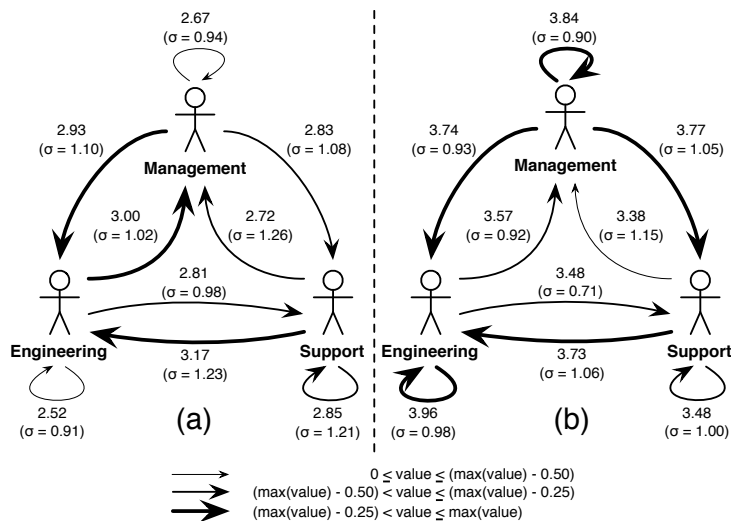 2.67
(σ = 0.94)
2.93
(σ = 1.10)
2.83
(σ = 1.08)
Management
3.00
(σ = 1.02)
2.72
(σ = 1.26)
2.81
(σ = 0.98)
Engineering
Support
3.17
(σ = 1.23)
2.52
(σ = 0.91)
(a)
2.85
(σ = 1.21)
3.84
(σ = 0.90)
3.74
(σ = 0.93)
3.77
(σ = 1.05)
Management
3.57
(σ = 0.92)
3.38
(σ = 1.15)
3.48
(σ = 0.71)
Engineering
Support
3.73
(σ = 1.06)
3.96
(σ = 0.98)
(b)
3.48
(σ = 1.00)
0 ≤ value ≤ (max(value) - 0.50)
(max(value) - 0.50) < value ≤ (max(value) - 0.25)
(max(value) - 0.25) < value ≤ max(value)